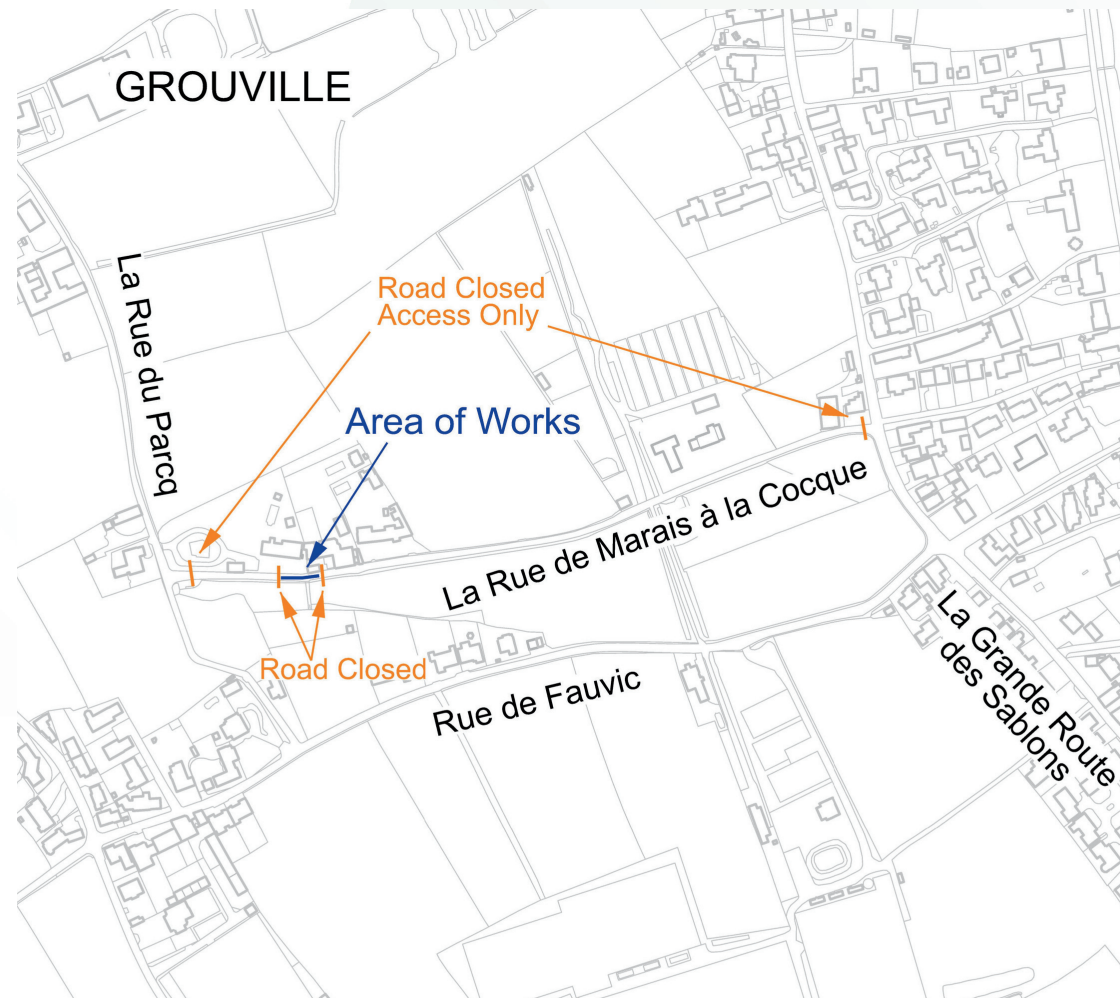 GROUVILLE
La Rue du Parcq
Road Closed
Access Only
Area of Works
La Rue de Marais à la Cocque
Road Closed
Rue de Fauvic
La Grande Route
des Sablons